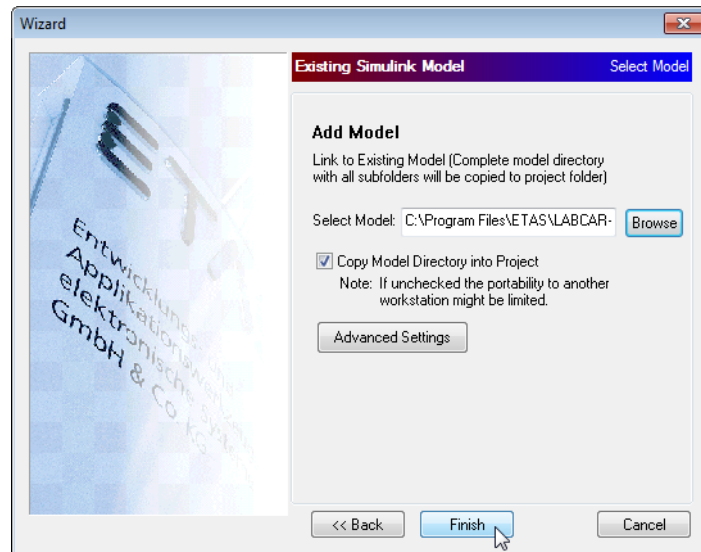 Wizard
Existing Simulink Model Select Model
ETA
Entwicklungs- und
Applikationswerkzeuge
elektronische Systeme
GmbH & Co KG
Add Model
Link to Existing Model (Complete model directory
with all subfolders will be copied to project folder)
Select Model: C:\Program Files\ETAS\LABCAR- Browse
Copy Model Directory into Project
Note: If unchecked the portability to another
workstation might be limited.
Advanced Settings
<< Back Finish Cancel